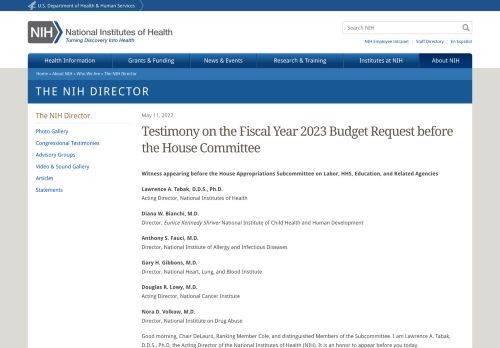 U.S. Department of Health & Human Services
Search NIH
NIH National Institutes of Health
Turning Discovery Into Health
NIH Employee Intranet | Staff Directory | En Español
Health Information Grants & Funding News & Events Research & Training Institutes at NIH About NIH
Home » About NIH » Who We Are » The NIH Director
THE NIH DIRECTOR
The NIH Director
Photo Gallery
Congressional Testimonies
Advisory Groups
Video & Sound Gallery
Articles
Statements
May 11, 2022
Testimony on the Fiscal Year 2023 Budget Request before
the House Committee
Witness appearing before the House Appropriations Subcommittee on Labor, HHS, Education, and Related Agencies
Lawrence A. Tabak, D.D.S., Ph.D.
Acting Director, National Institutes of Health
Diana W. Bianchi, M.D.
Director, Eunice Kennedy Shriver National Institute of Child Health and Human Development
Anthony S. Fauci, M.D.
Director, National Institute of Allergy and Infectious Diseases
Gary H. Gibbons, M.D.
Director, National Heart, Lung, and Blood Institute
Douglas R. Lowy, M.D.
Acting Director, National Cancer Institute
Nora D. Volkow, M.D.
Director, National Institute on Drug Abuse
Good morning, Chair DeLauro, Ranking Member Cole, and distinguished Members of the Subcommittee. I am Lawrence A. Tabak,
D.D.S., Ph.D, the Acting Director of the National Institutes of Health (NIH). It is an honor to appear before you today.